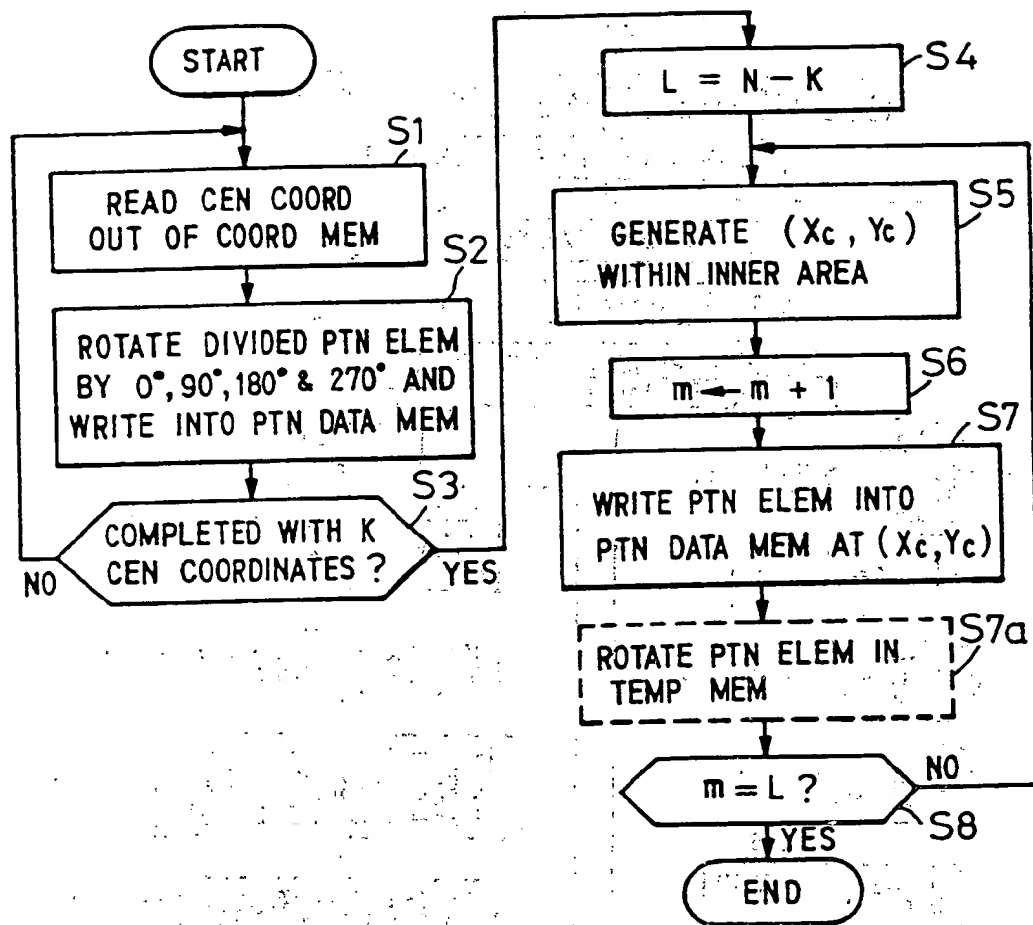 START
S1
READ CEN COORD
OUT OF COORD MEM
S2
ROTATE DIVIDED PTN ELEM
BY 0°, 90°, 180° & 270° AND
WRITE INTO PTN DATA MEM
S3
COMPLETED WITH K
CEN COORDINATES ?
NO
YES
S4
L = N - K
S5
GENERATE (Xc, Yc)
WITHIN INNER AREA
S6
m ← m + 1
S7
WRITE PTN ELEM INTO
PTN DATA MEM AT (Xc, Yc)
S7a
ROTATE PTN ELEM IN
TEMP MEM
m = L ?
NO
S8
YES
END